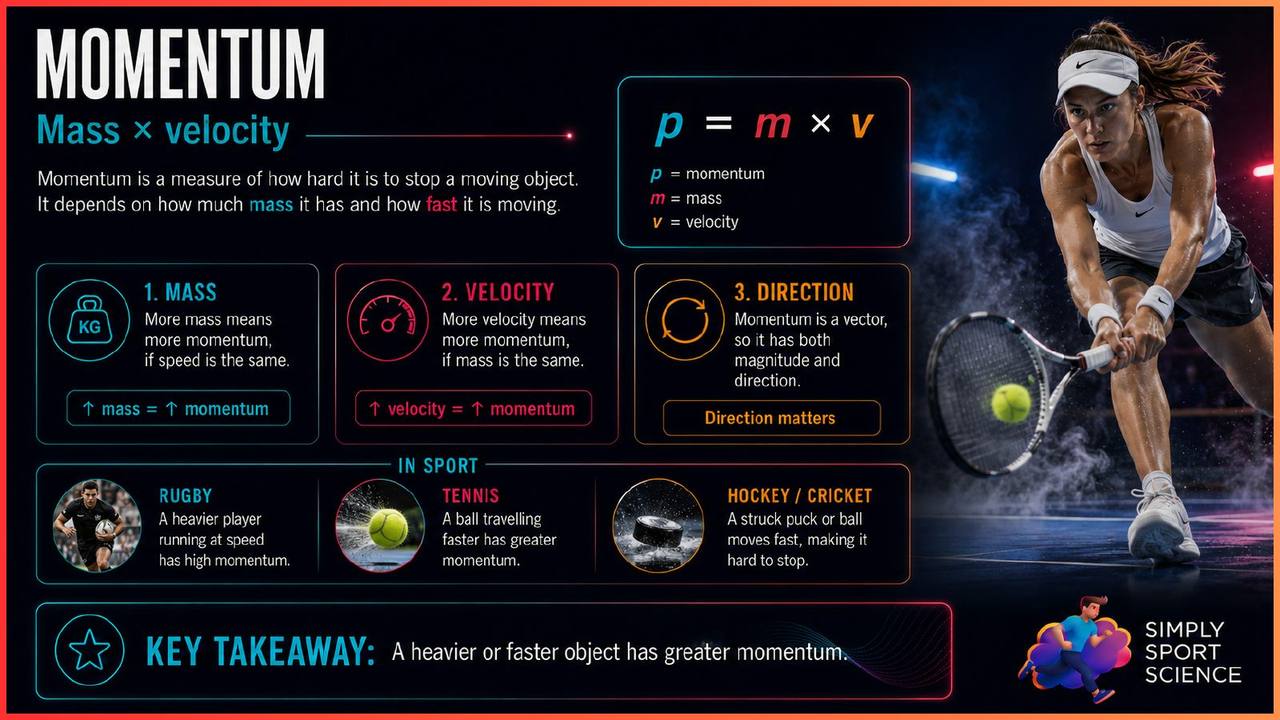 MOMENTUM
Mass × velocity
Momentum is a measure of how hard it is to stop a moving object.
It depends on how much mass it has and how fast it is moving.
p = m × v
p = momentum
m = mass
v = velocity
1. MASS
More mass means
more momentum,
if speed is the same.
KG
↑ mass = ↑ momentum
2. VELOCITY
More velocity means
more momentum,
if mass is the same.
↑ velocity = ↑ momentum
3. DIRECTION
Momentum is a vector,
so it has both
magnitude and
direction.
Direction matters
IN SPORT
RUGBY
A heavier player
running at speed
has high momentum.
TENNIS
A ball travelling
faster has greater
momentum.
HOCKEY / CRICKET
A struck puck or ball
moves fast, making it
hard to stop.
KEY TAKEAWAY: A heavier or faster object has greater momentum.
SIMPLY
SPORT
SCIENCE